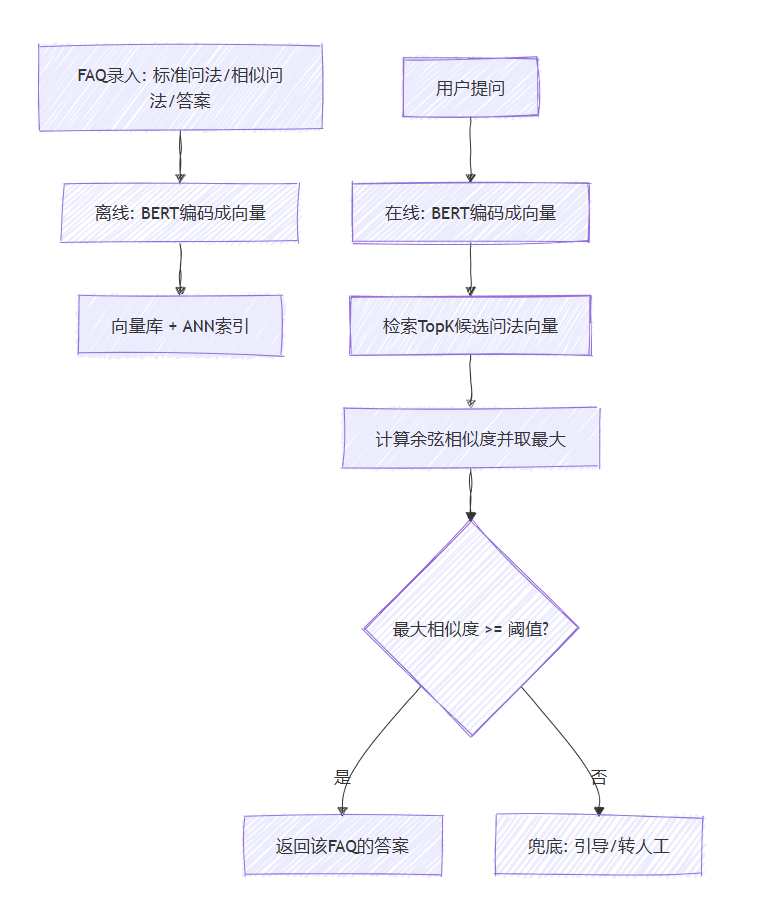 FAQ录入: 标准问法/相似问
法/答案
离线: BERT编码成向量
向量库 + ANN索引
用户提问
在线: BERT编码成向量
检索TopK候选问法向量
计算余弦相似度并取最大
最大相似度 >= 阈值?
是
否
返回该FAQ的答案
兜底: 引导/转人工